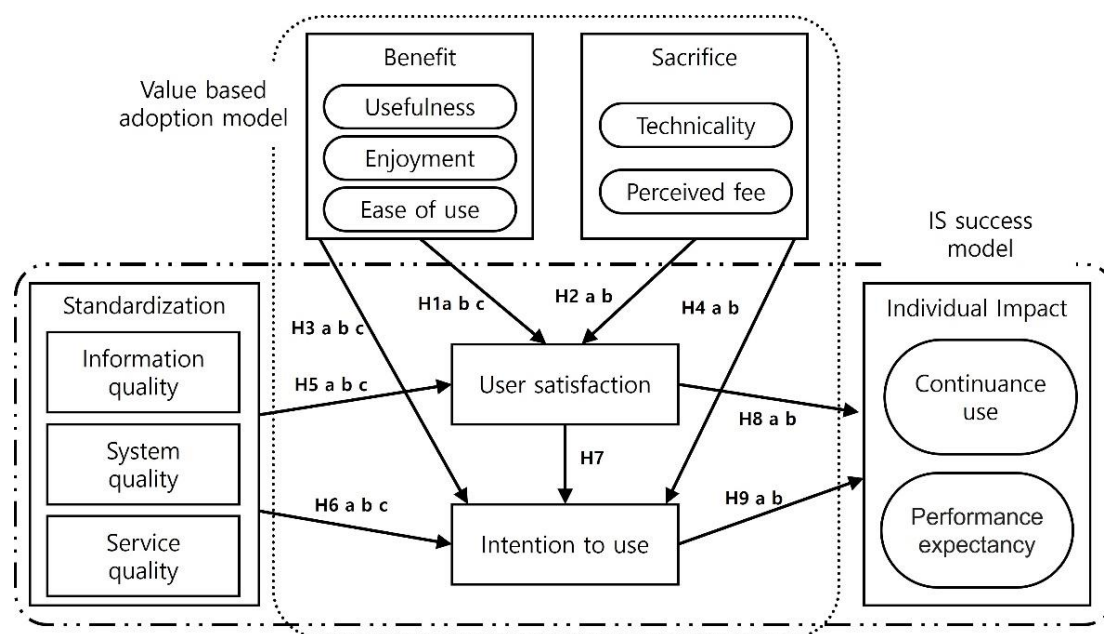 Value based
adoption model
Benefit
Usefulness
Enjoyment
Ease of use
Sacrifice
Technicality
Perceived fee
IS success
model
Standardization
Information
quality
System
quality
Service
quality
H1a b c
H2 a b
H3 a b c
H4 a b
H5 a b c
H6 a b c
User satisfaction
H7
Intention to use
H8 a b
H9 a b
Individual Impact
Continuance
use
Performance
expectancy